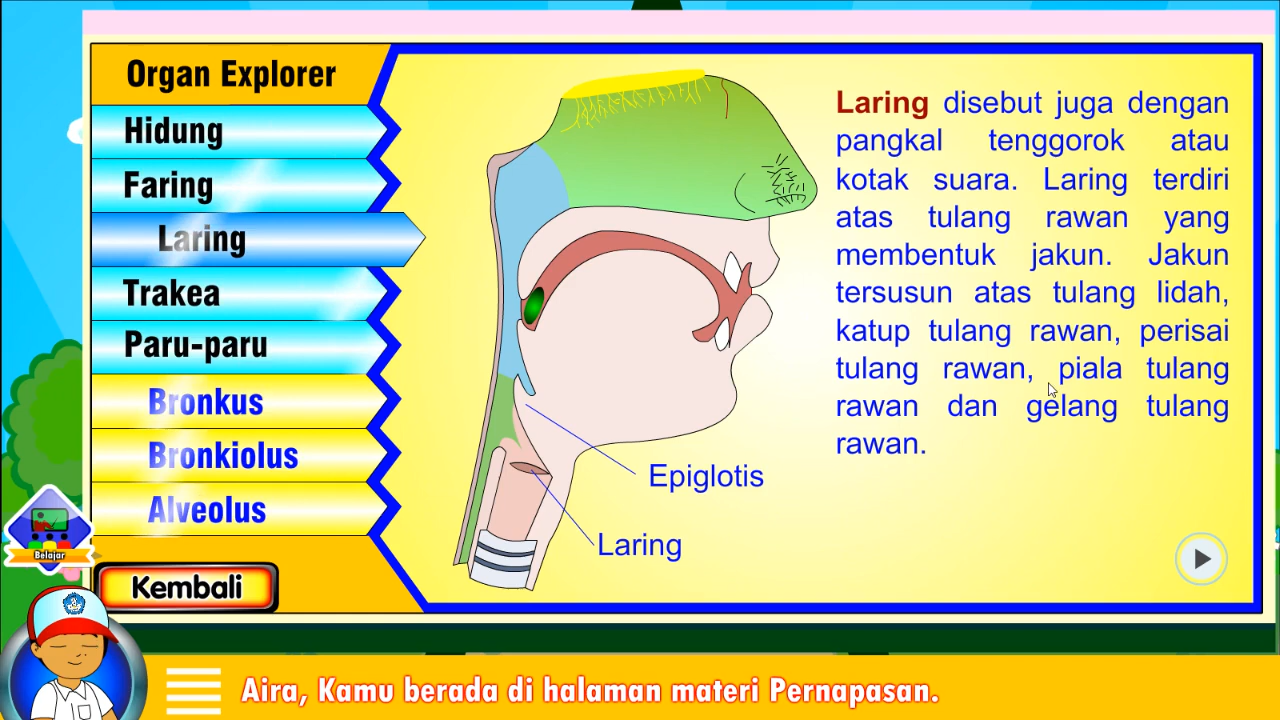 Organ Explorer
Hidung
Faring
Laring
Trakea
Paru-paru
Bronkus
Bronkiolus
Alveolus
Kembali
Belajar
Laring disebut juga dengan
pangkal tenggorok atau
kotak suara. Laring terdiri
atas tulang rawan yang
membentuk jakun. Jakun
tersusun atas tulang lidah,
katup tulang rawan, perisai
tulang rawan, piala tulang
rawan dan gelang tulang
rawan.
Epiglotis
Laring
Aira, Kamu berada di halaman materi Pernapasan.